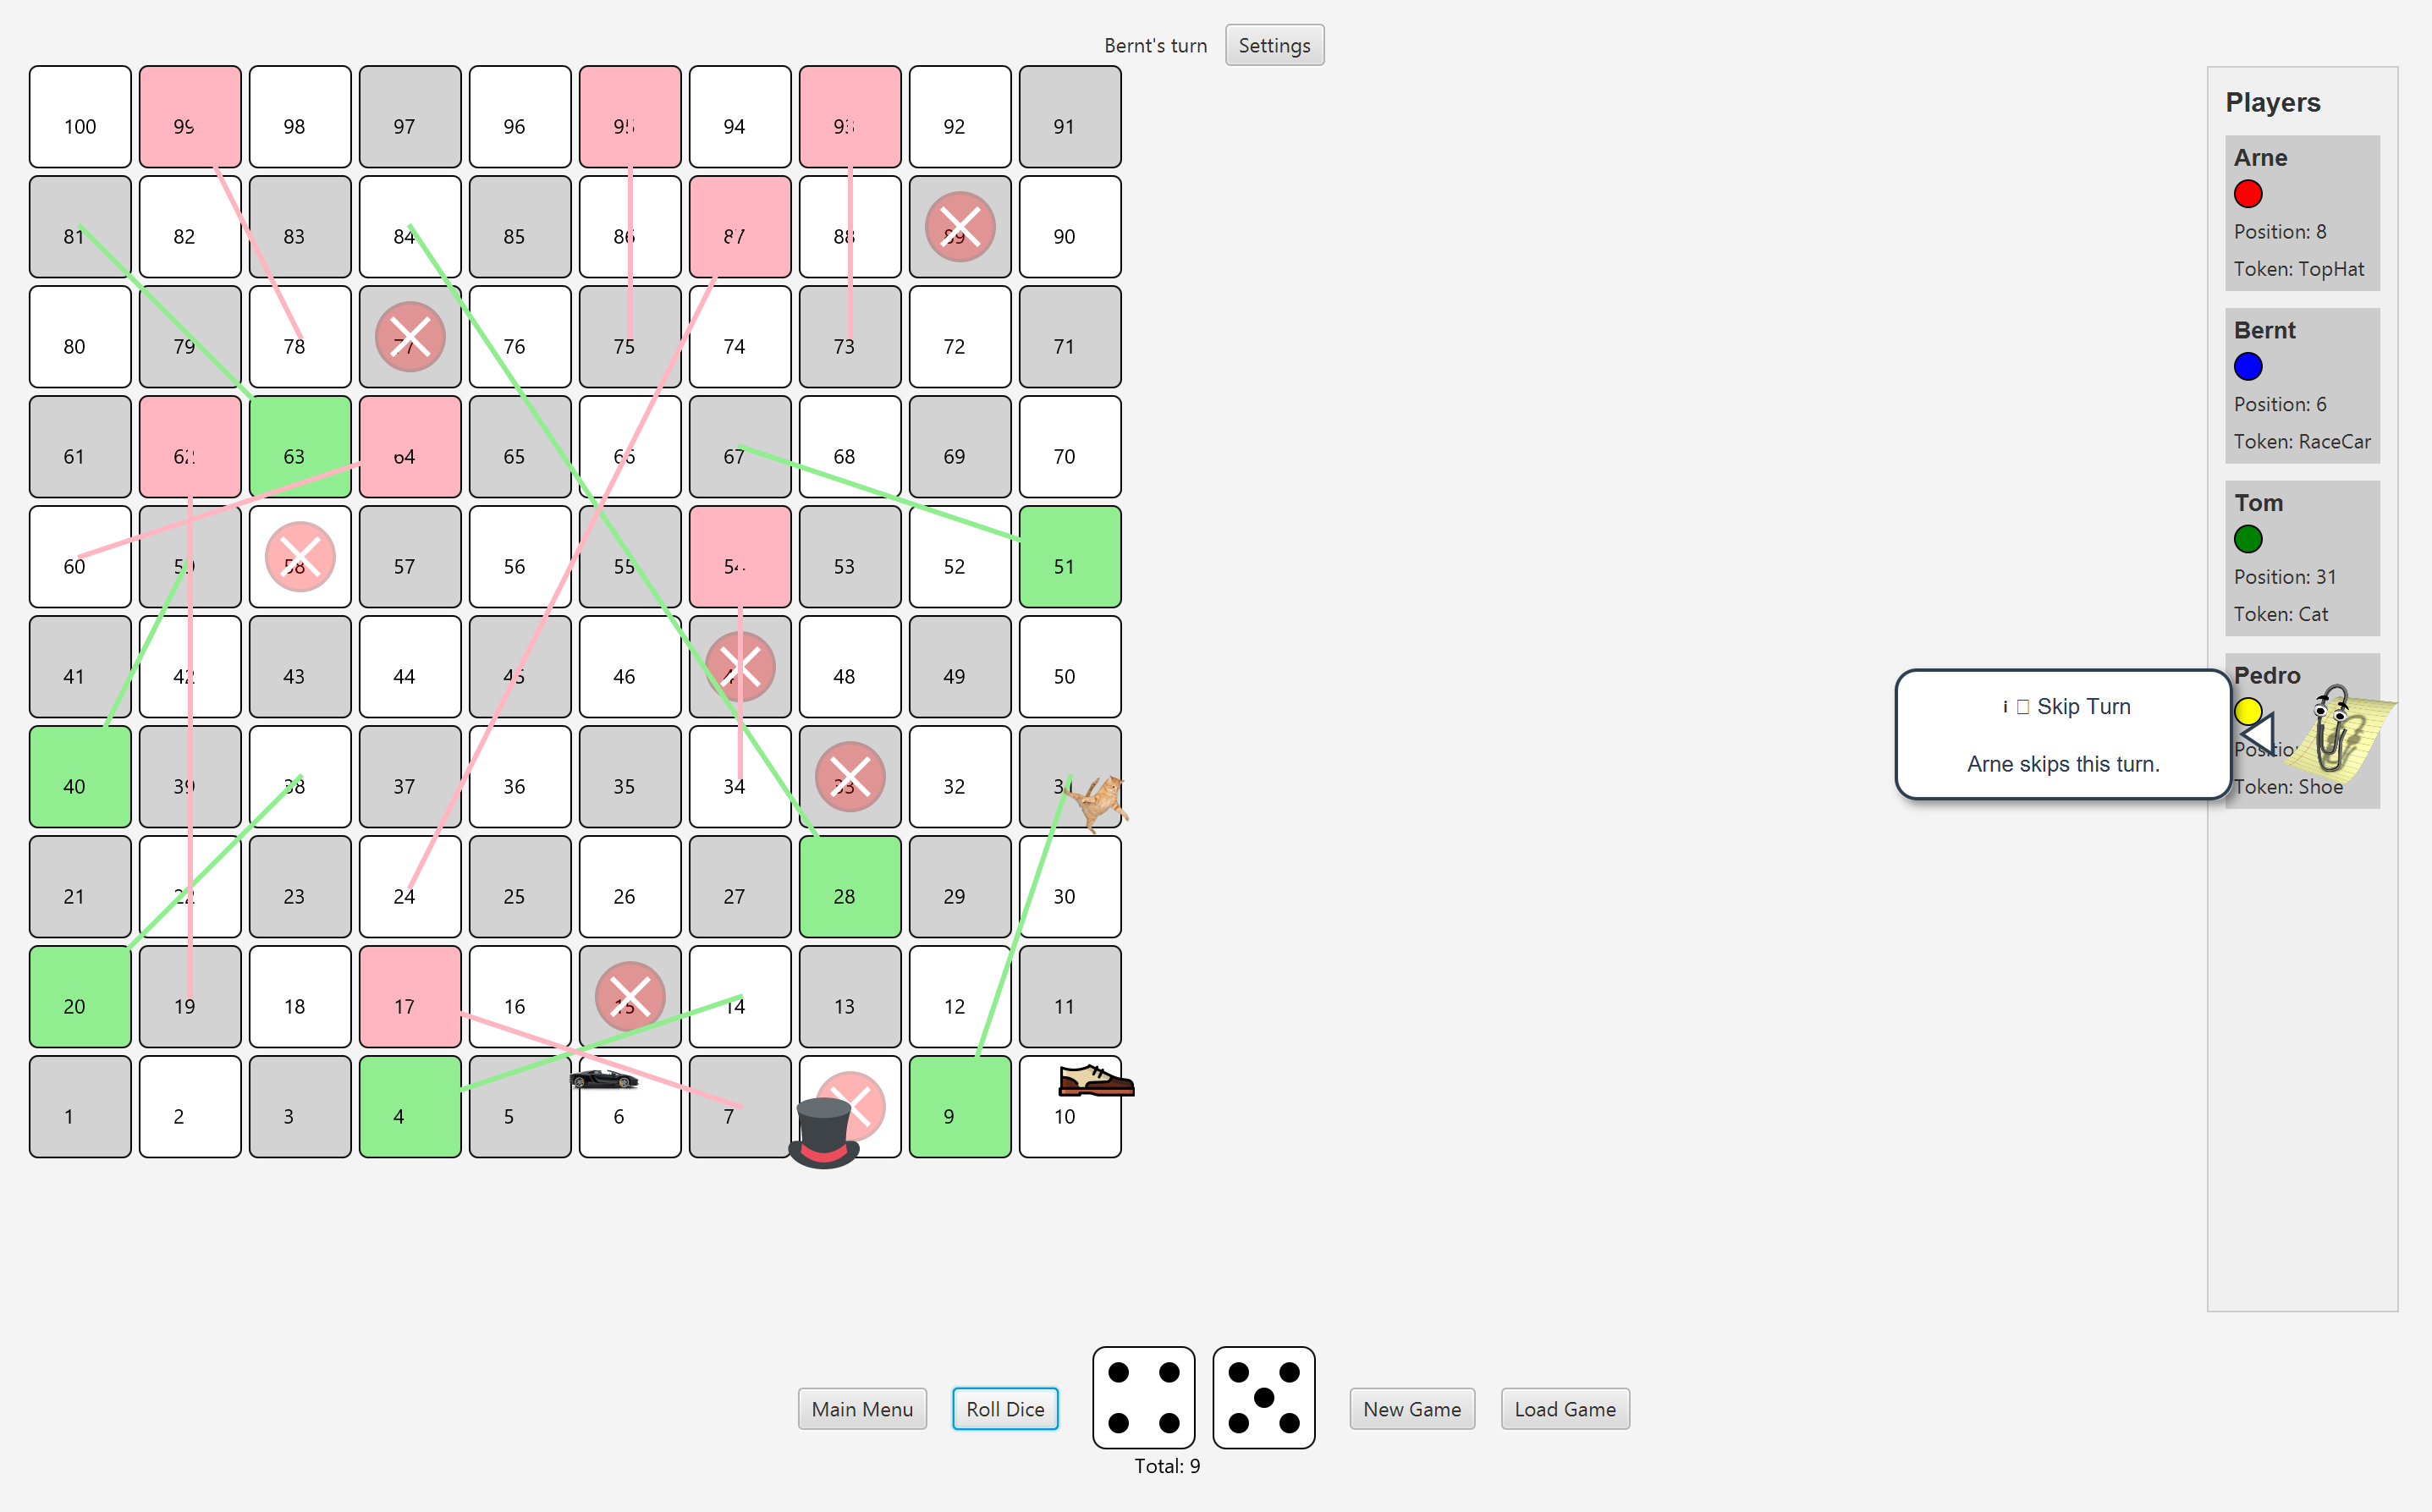 Bernt's turn Settings
100 99 98 97 96 95 94 93 92 91
81 82 83 84 85 86 87 88 89 90
80 79 78 77 76 75 74 73 72 71
61 62 63 64 65 66 67 68 69 70
60 59 58 57 56 55 54 53 52 51
41 42 43 44 45 46 48 49 50
40 39 38 37 36 35 34 33 32 31
21 22 23 24 25 26 27 28 29 30
20 19 18 17 16 15 14 13 12 11
1 2 3 4 5 6 7 9 10
Players
Arne
Position: 8
Token: TopHat
Bernt
Position: 6
Token: RaceCar
Tom
Position: 31
Token: Cat
Pedro
Token: Shoe
i Skip Turn
Arne skips this turn.
Main Menu Roll Dice New Game Load Game
Total: 9